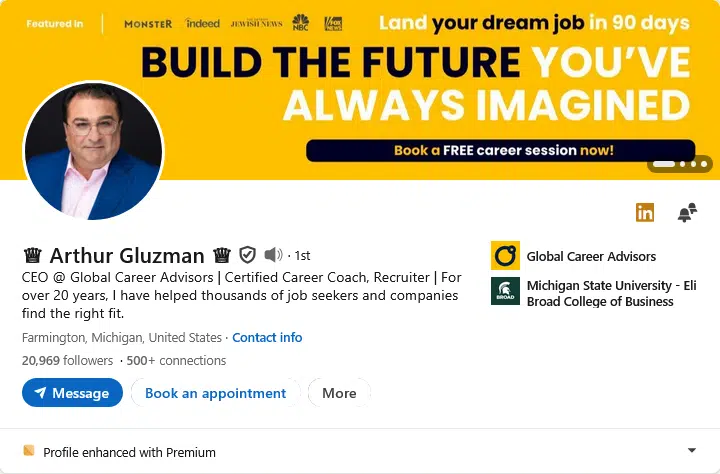 Featured In
MONSTER
indeed
JEWISH NEWS
NBC
Land your dream job in 90 days
BUILD THE FUTURE YOU'VE
ALWAYS IMAGINED
Book a FREE career session now!
in
♛ Arthur Gluzman ♛ · 1st
CEO @ Global Career Advisors | Certified Career Coach, Recruiter | For
over 20 years, I have helped thousands of job seekers and companies
find the right fit.
Farmington, Michigan, United States · Contact info
20,969 followers · 500+ connections
Message
Book an appointment
More
Global Career Advisors
BROAD
Michigan State University - Eli
Broad College of Business
Profile enhanced with Premium